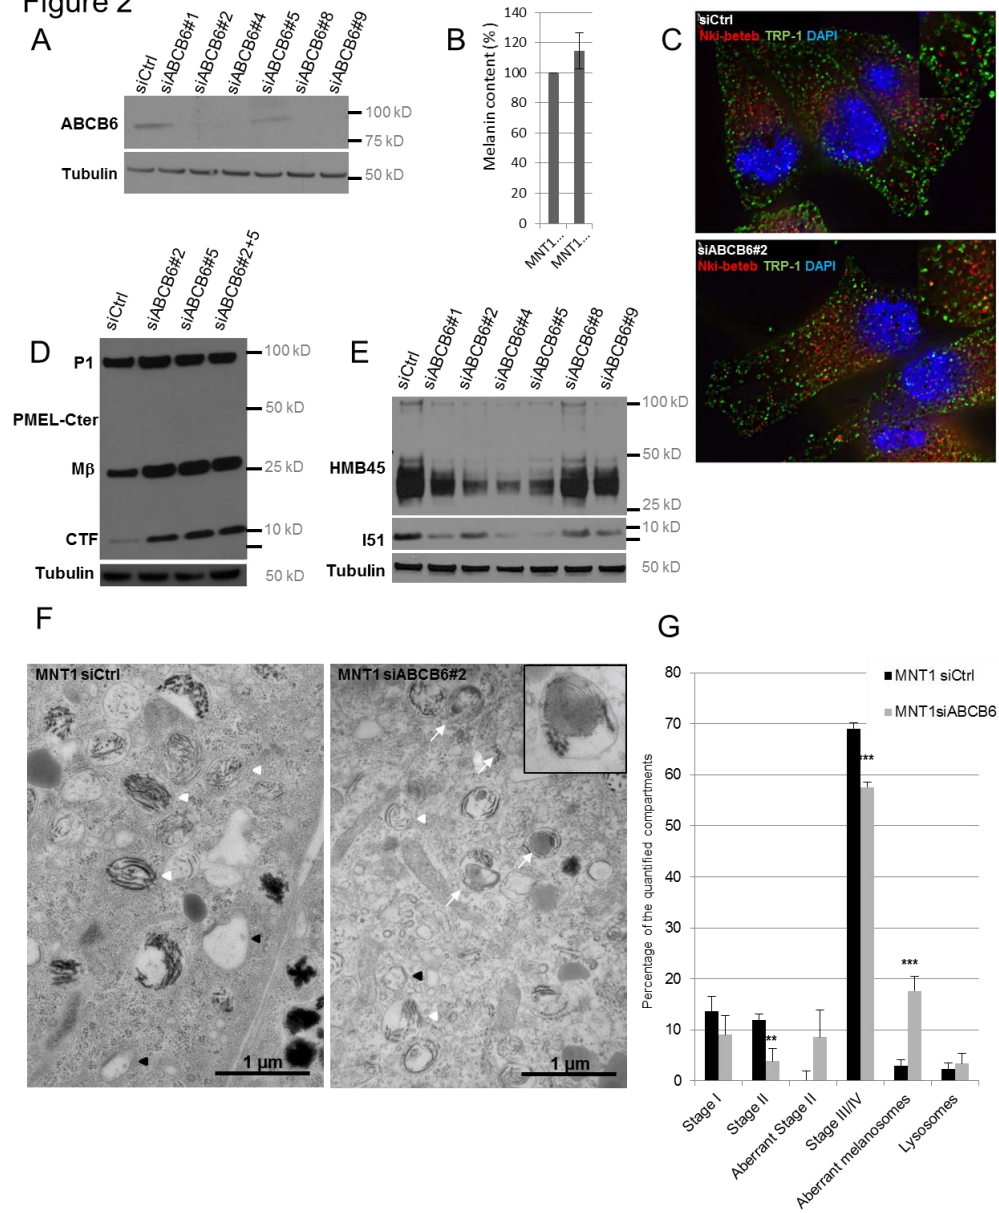 Figure 2
A
siCtrl
siABCB6#1
siABCB6#2
siABCB6#4
siABCB6#5
siABCB6#8
siABCB6#9
ABCB6
100 kD
75 kD
Tubulin
50 kD
B
Melanin content (%)
140
120
100
80
60
40
20
0
MNT1...
MNT1...
C
siCtrl
Nki-beteb TRP-1 DAPI
siABCB6#2
Nki-beteb TRP-1 DAPI
D
siCtrl
siABCB6#2
siABCB6#5
siABCB6#2+5
P1
100 kD
50 kD
PMEL-Cter
Mβ
25 kD
CTF
10 kD
Tubulin
50 kD
E
siCtrl
siABCB6#1
siABCB6#2
siABCB6#4
siABCB6#5
siABCB6#8
siABCB6#9
100 kD
50 kD
HMB45
25 kD
I51
10 kD
Tubulin
50 kD
F
MNT1 siCtrl
1 µm
MNT1 siABCB6#2
1 µm
G
Percentage of the quantified compartments
80
70
60
50
40
30
20
10
0
MNT1 siCtrl
MNT1siABCB6
**
***
***
Stage I
Stage II
Aberrant Stage II
Stage III/IV
Aberrant melanosomes
Lysosomes